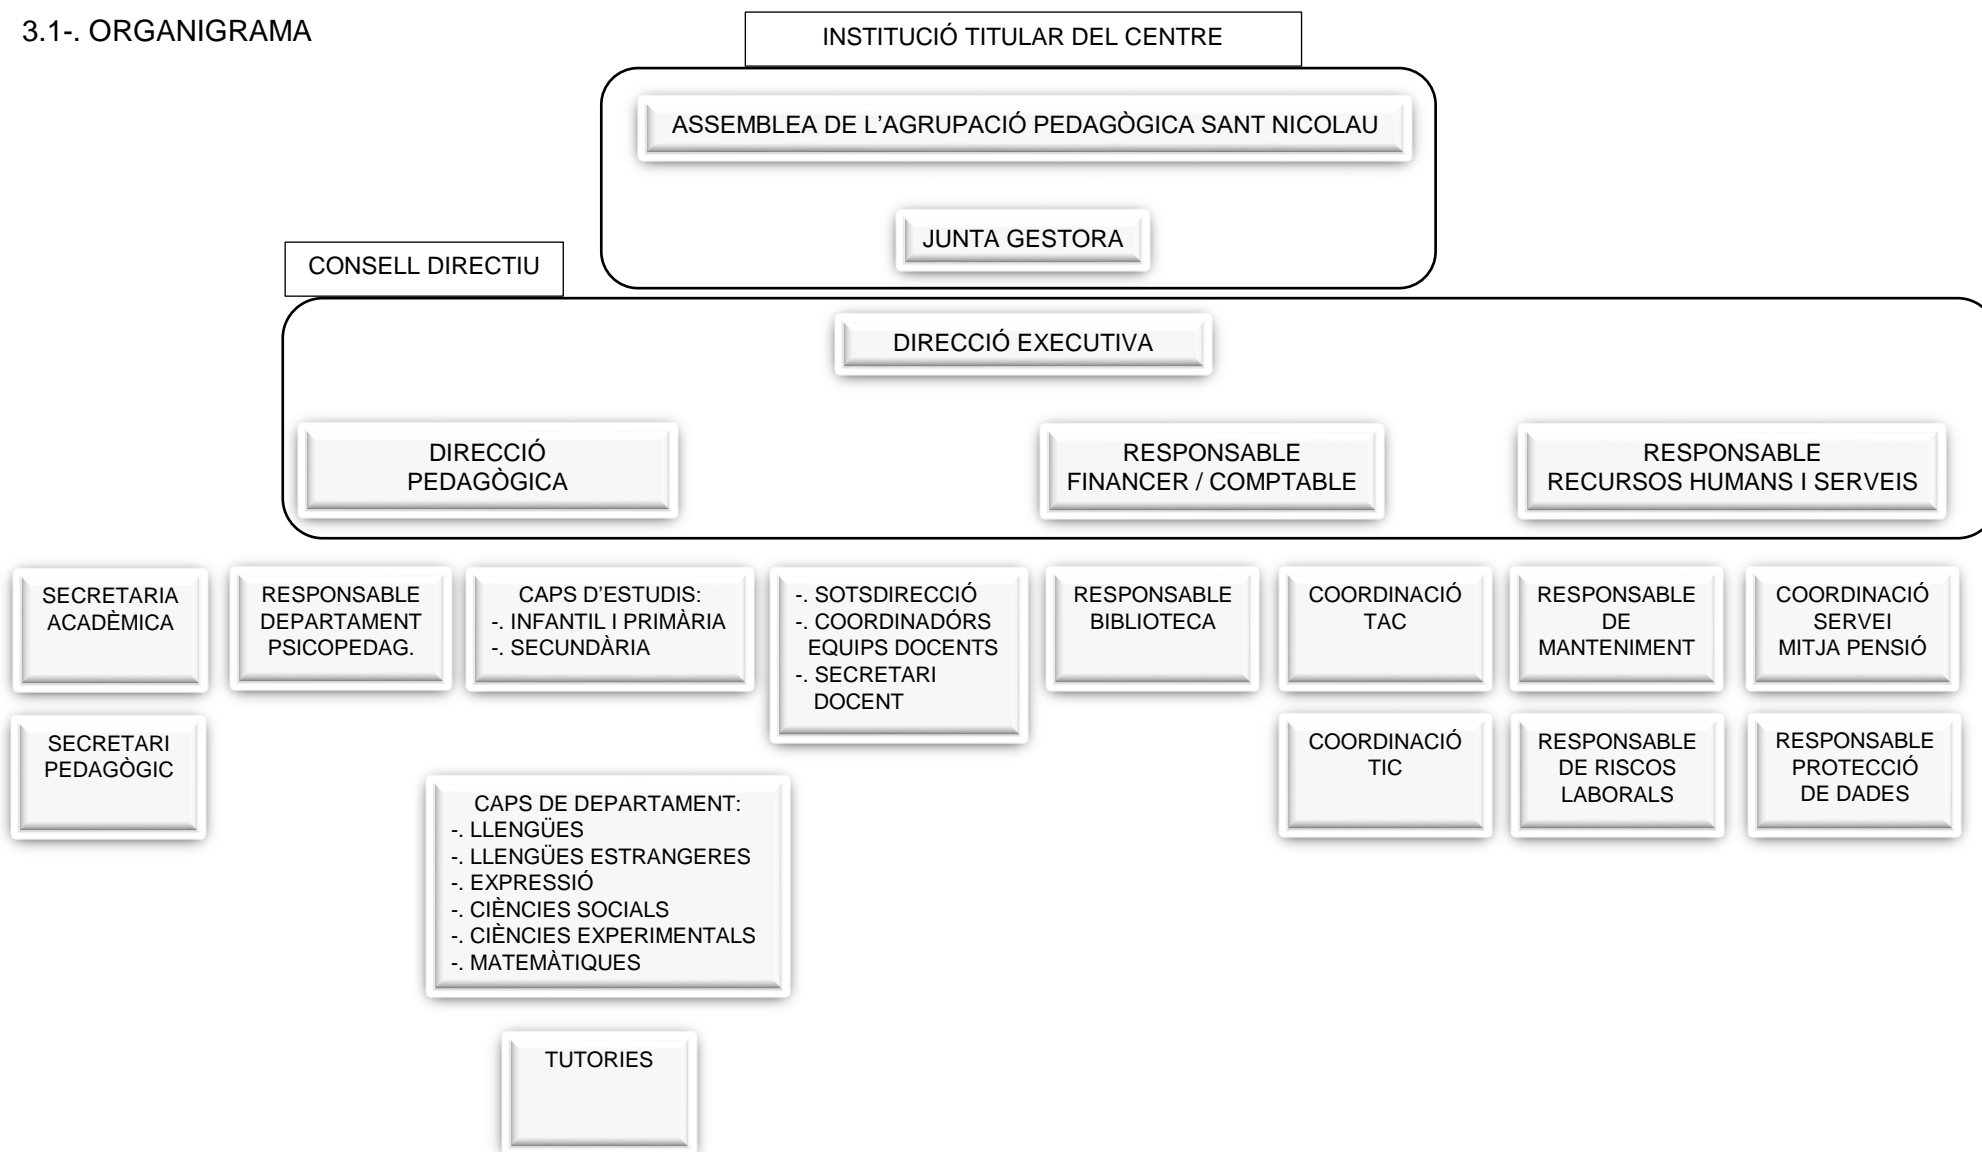 3.1-. ORGANIGRAMA
INSTITUCIÓ TITULAR DEL CENTRE
ASSEMBLEA DE L’AGRUPACIÓ PEDAGÒGICA SANT NICOLAU
JUNTA GESTORA
CONSELL DIRECTIU
DIRECCIÓ EXECUTIVA
DIRECCIÓ
PEDAGÒGICA
RESPONSABLE
FINANCER / COMPTABLE
RESPONSABLE
RECURSOS HUMANS I SERVEIS
SECRETARIA
ACADÈMICA
RESPONSABLE
DEPARTAMENT
PSICOPEDAG.
CAPS D’ESTUDIS:
-. INFANTIL I PRIMÀRIA
-. SECUNDÀRIA
-. SOTSDIRECCIÓ
-. COORDINADÓRS
EQUIPS DOCENTS
-. SECRETARI
DOCENT
RESPONSABLE
BIBLIOTECA
COORDINACIÓ
TAC
RESPONSABLE
DE
MANTENIMENT
COORDINACIÓ
SERVEI
MITJA PENSIÓ
SECRETARI
PEDAGÒGIC
COORDINACIÓ
TIC
RESPONSABLE
DE RISCOS
LABORALS
RESPONSABLE
PROTECCIÓ
DE DADES
CAPS DE DEPARTAMENT:
-. LLENGÜES
-. LLENGÜES ESTRANGERES
-. EXPRESSIÓ
-. CIÈNCIES SOCIALS
-. CIÈNCIES EXPERIMENTALS
-. MATEMÀTIQUES
TUTORIES